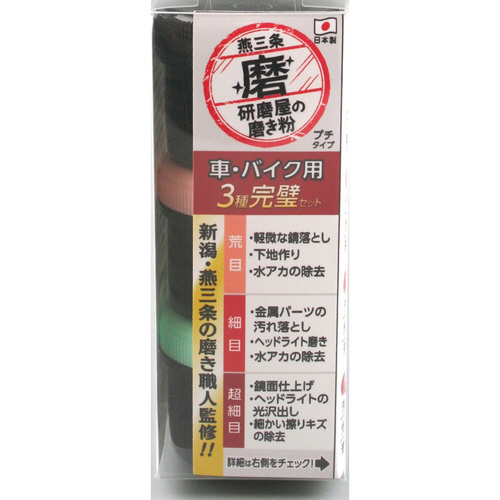 日本製
燕三条
磨
研磨屋の
磨き粉
プチ
タイプ
車・バイク用
3種完璧セット
新潟・燕三条の磨き職人監修!!
荒目
・軽微な錆落とし
・下地作り
・水アカの除去
細目
・金属パーツの
汚れ落とし
・ヘッドライト磨き
・水アカの除去
超細目
・鏡面仕上げ
・ヘッドライトの
光沢出し
・細かい擦りキズ
の除去
詳細は右側をチェック!➡